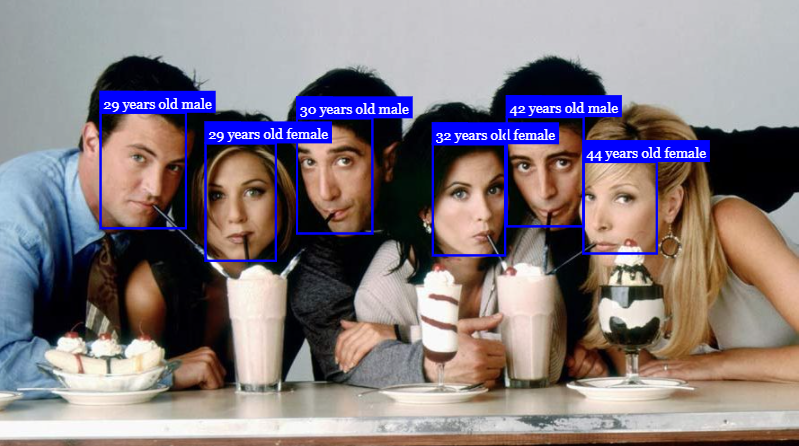 29 years old male
29 years old female
30 years old male
32 years old female
42 years old male
44 years old female